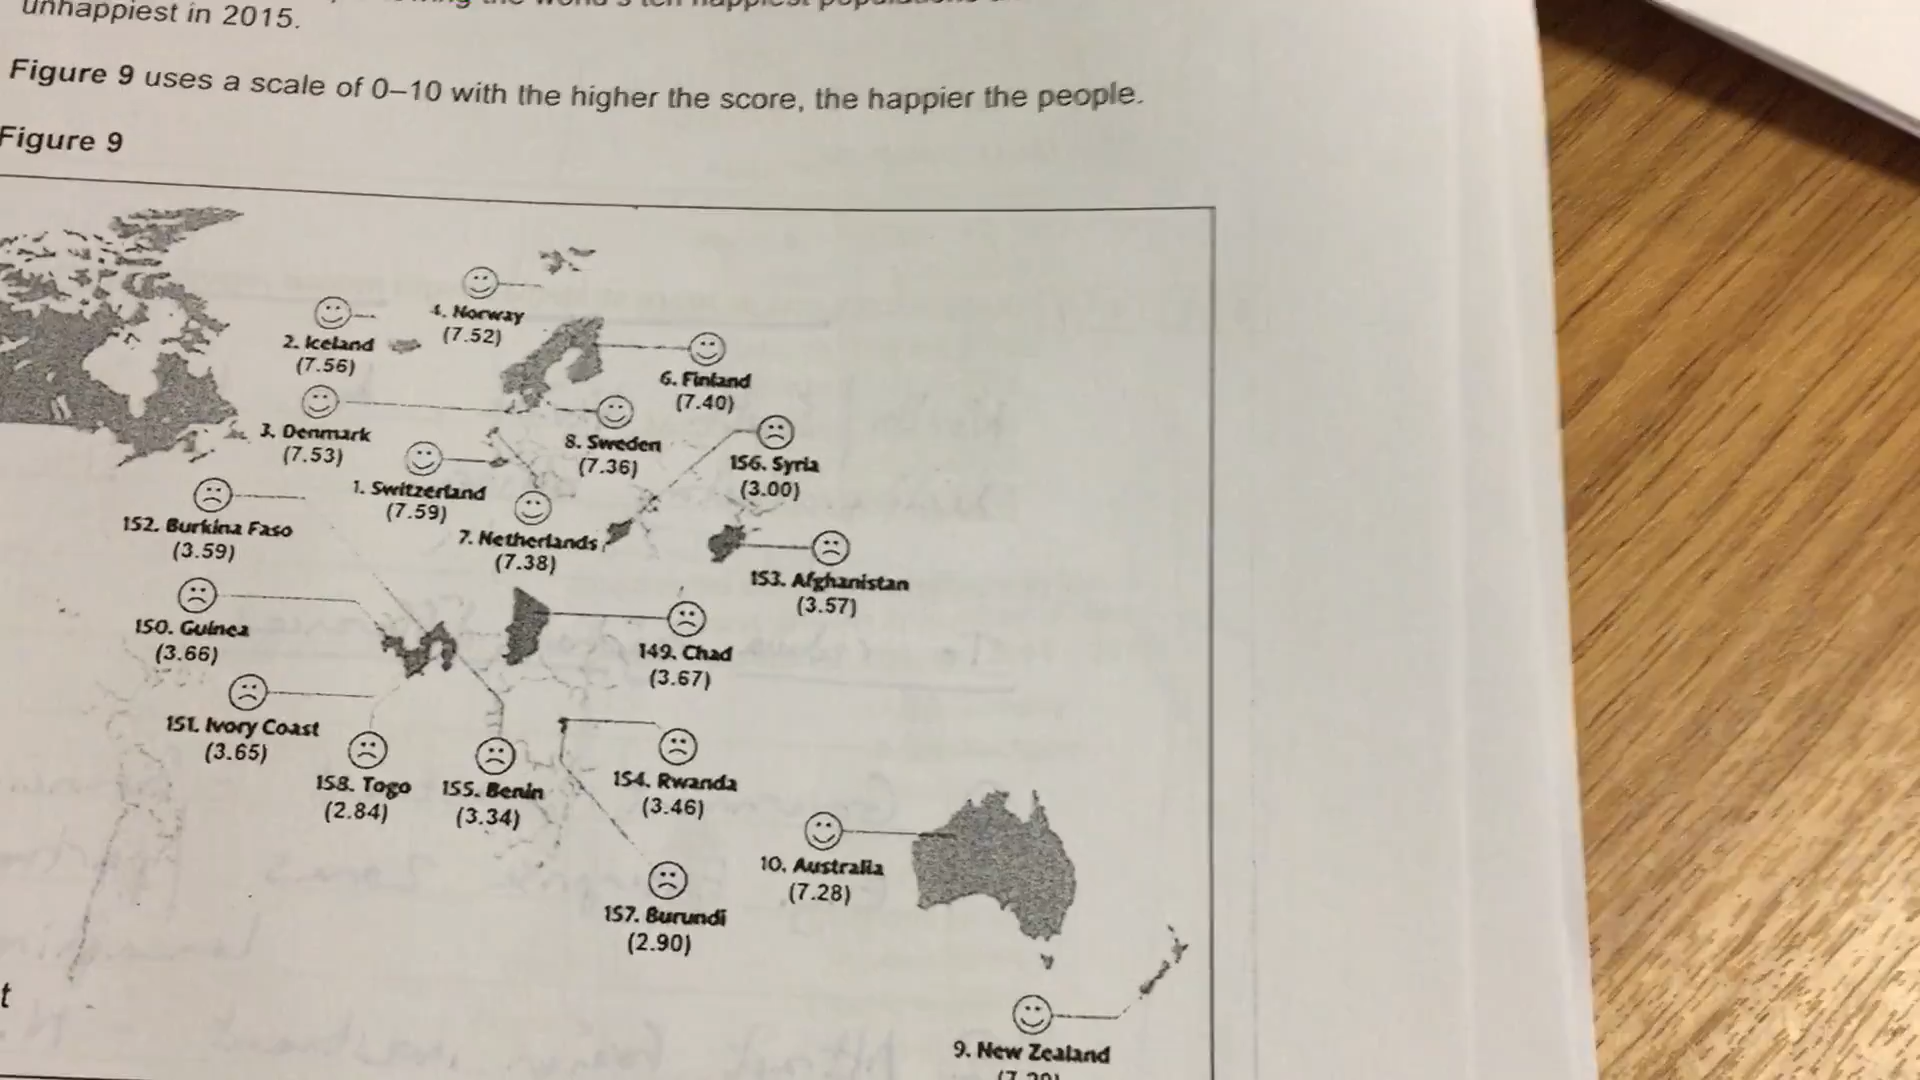 unhappiest in 2015.
Figure 9 uses a scale of 0–10 with the higher the score, the happier the people.
Figure 9
4. Norway
(7.52)
2. Iceland
(7.56)
6. Finland
(7.40)
3. Denmark
(7.53)
8. Sweden
(7.36)
156. Syria
(3.00)
1. Switzerland
(7.59)
152. Burkina Faso
(3.59)
7. Netherlands
(7.38)
153. Afghanistan
(3.57)
150. Guinea
(3.66)
149. Chad
(3.67)
151. Ivory Coast
(3.65)
158. Togo
(2.84)
155. Benin
(3.34)
154. Rwanda
(3.46)
10. Australia
(7.28)
157. Burundi
(2.90)
t
9. New Zealand